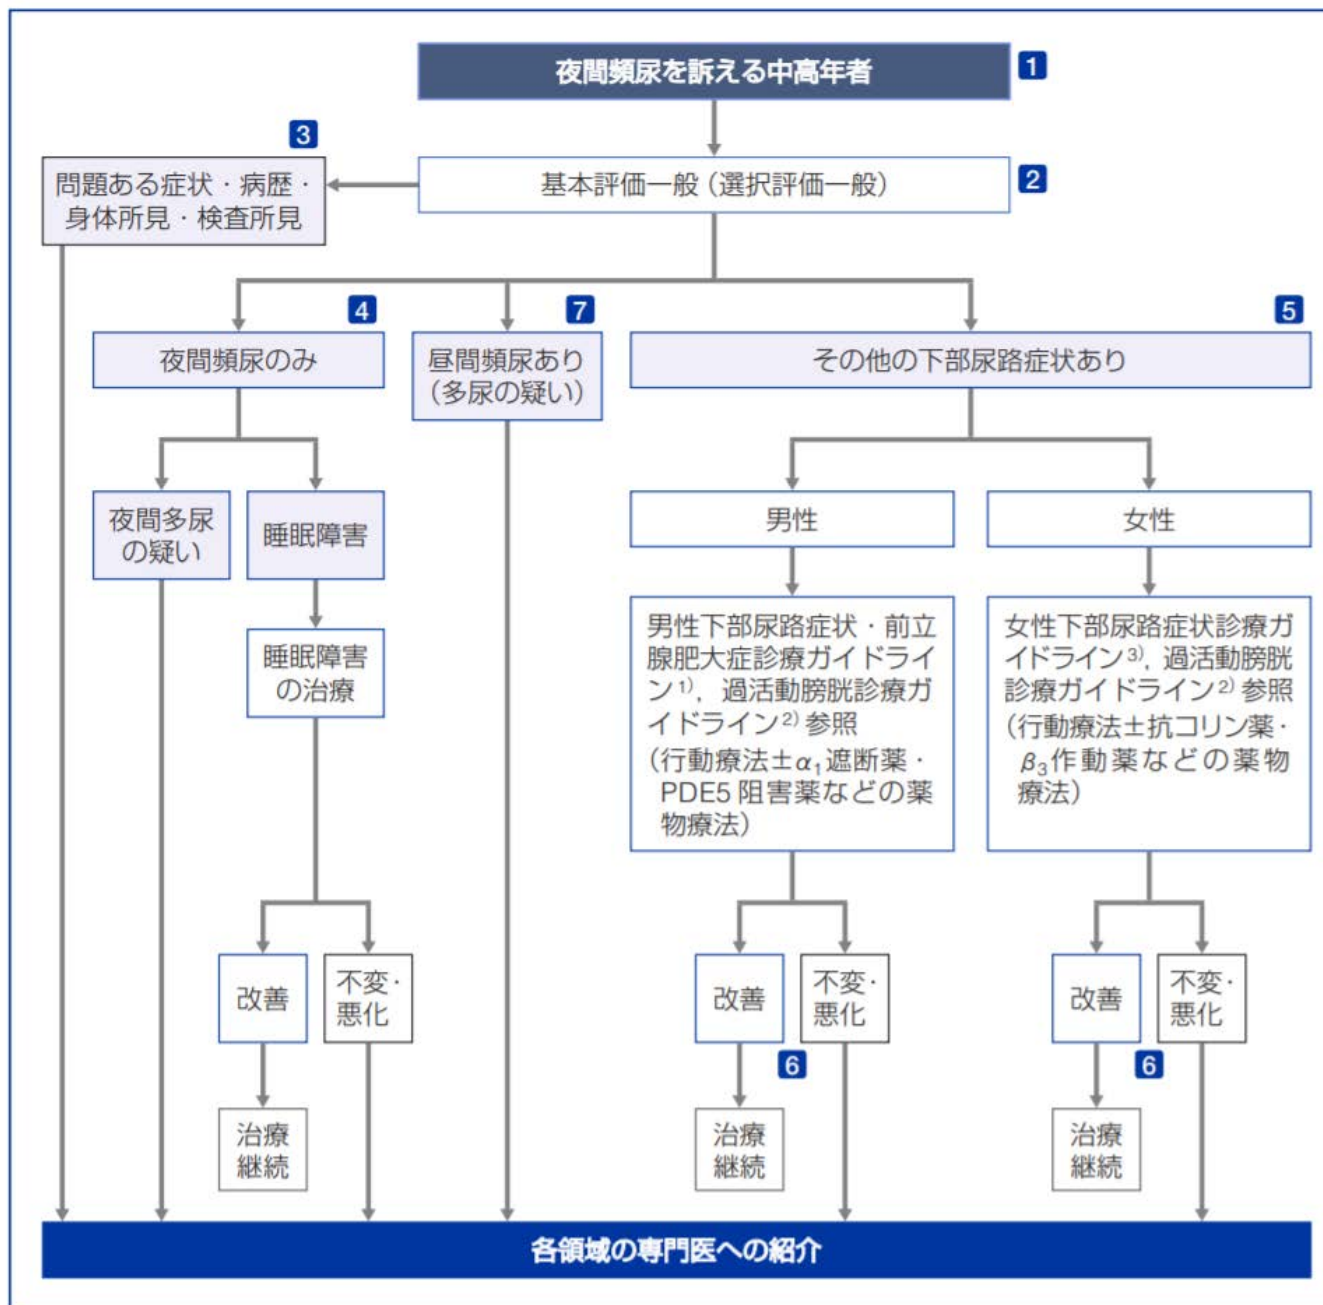 夜間頻尿を訴える中高年者
1
基本評価一般（選択評価一般）
2
3
問題ある症状・病歴・
身体所見・検査所見
4
夜間頻尿のみ
7
昼間頻尿あり
（多尿の疑い）
5
その他の下部尿路症状あり
夜間多尿
の疑い
睡眠障害
男性
女性
睡眠障害
の治療
男性下部尿路症状・前立
腺肥大症診療ガイドライ
ン1)，過活動膀胱診療ガ
イドライン2)参照
（行動療法±α1遮断薬・
PDE5阻害薬などの薬
物療法）
女性下部尿路症状診療ガ
イドライン3)，過活動膀胱
診療ガイドライン2)参照
（行動療法±抗コリン薬・
β3作動薬などの薬物
療法）
改善
不変・
悪化
改善
不変・
悪化
改善
不変・
悪化
6
6
治療
継続
治療
継続
治療
継続
各領域の専門医への紹介